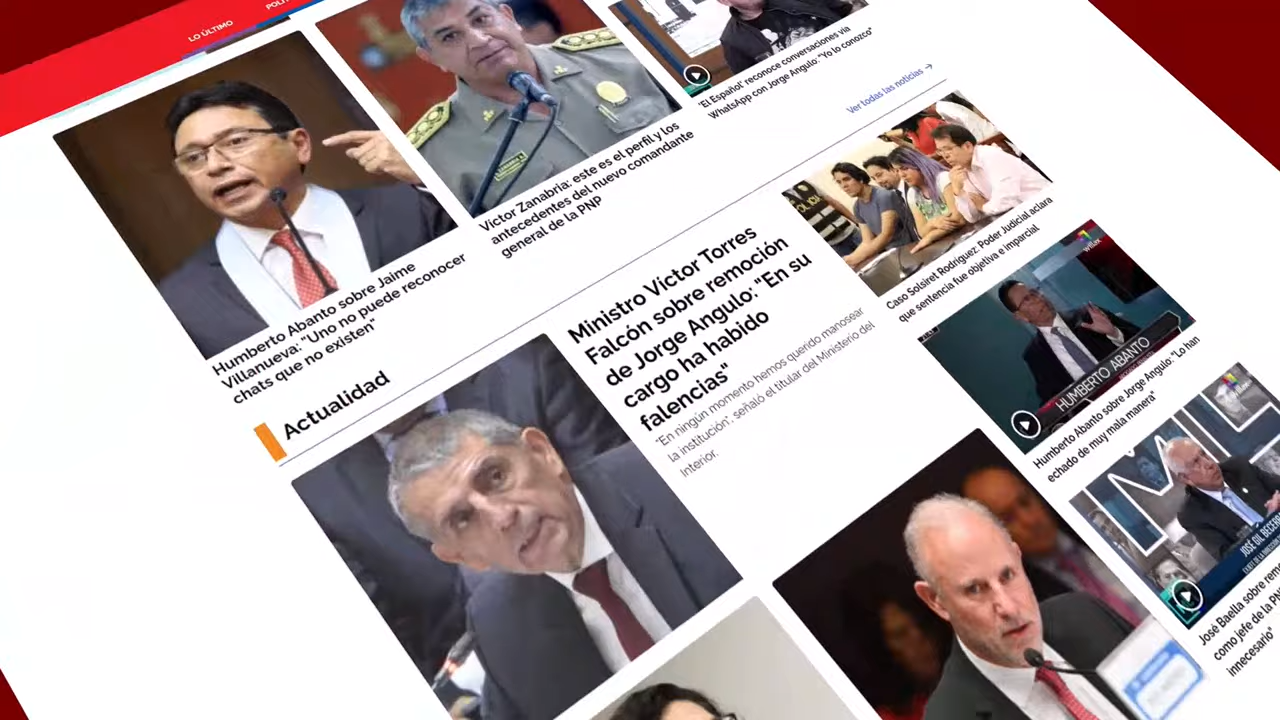 LO ÚLTIMO
Humberto Abanto sobre Jaime
Villanueva: "Uno no puede reconocer
chats que no existen"
Víctor Zanabria: este es el perfil y los
antecedentes del nuevo comandante
general de la PNP
'El Español' reconoce conversaciones vía
WhatsApp con Jorge Angulo: "Yo lo conozco"
Ver todas las noticias →
Actualidad
Ministro Víctor Torres
Falcón sobre remoción
de Jorge Angulo: "En su
cargo ha habido
falencias"
"En ningún momento hemos querido manosear
la institución", señaló el titular del Ministerio del
Interior.
Caso Solsiret Rodríguez: Poder Judicial aclara
que sentencia fue objetiva e imparcial
willax
HUMBERTO ABANTO
Humberto Abanto sobre Jorge Angulo: "Lo han
echado de muy mala manera"
JOSÉ GIL BECERRA
José Baella sobre
como jefe de la PNP
innecesario"